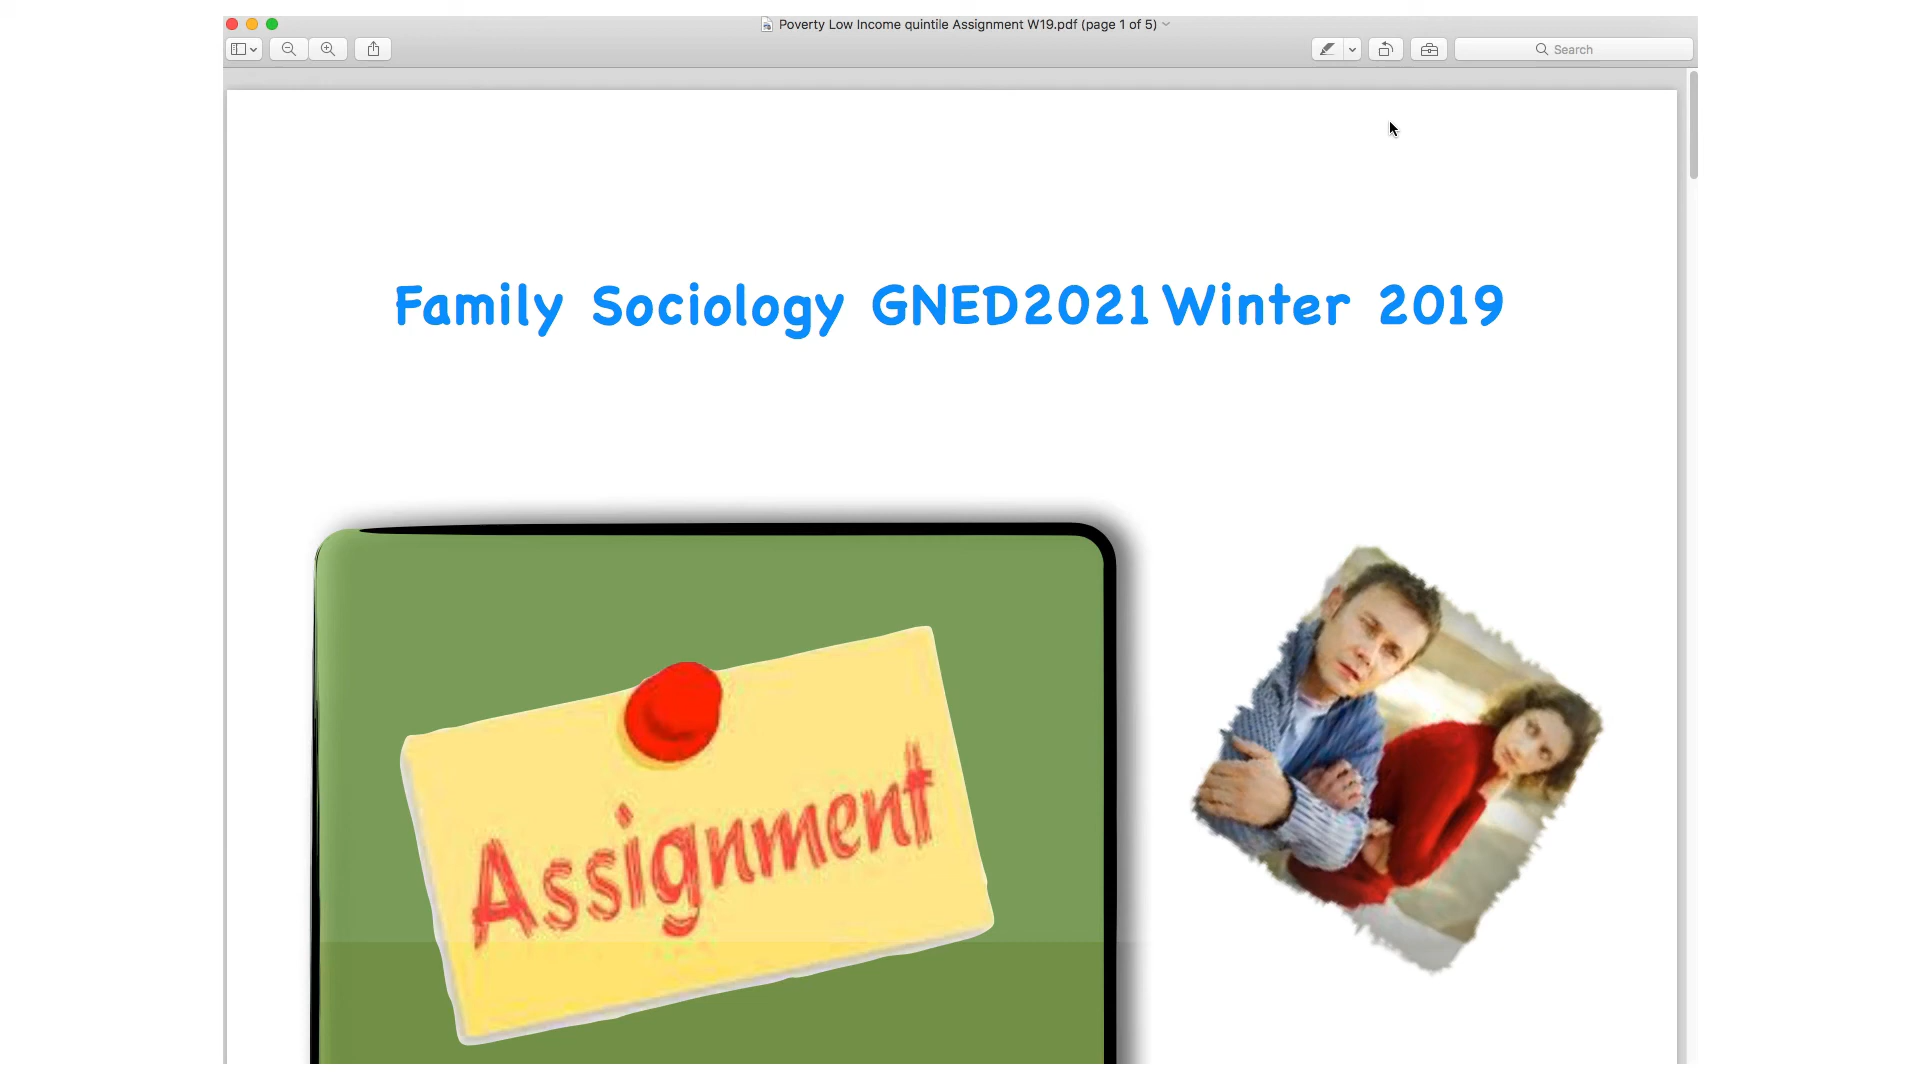 Poverty Low Income quintile Assignment W19.pdf (page 1 of 5)
Search
Family Sociology GNED2021 Winter 2019
Assignment